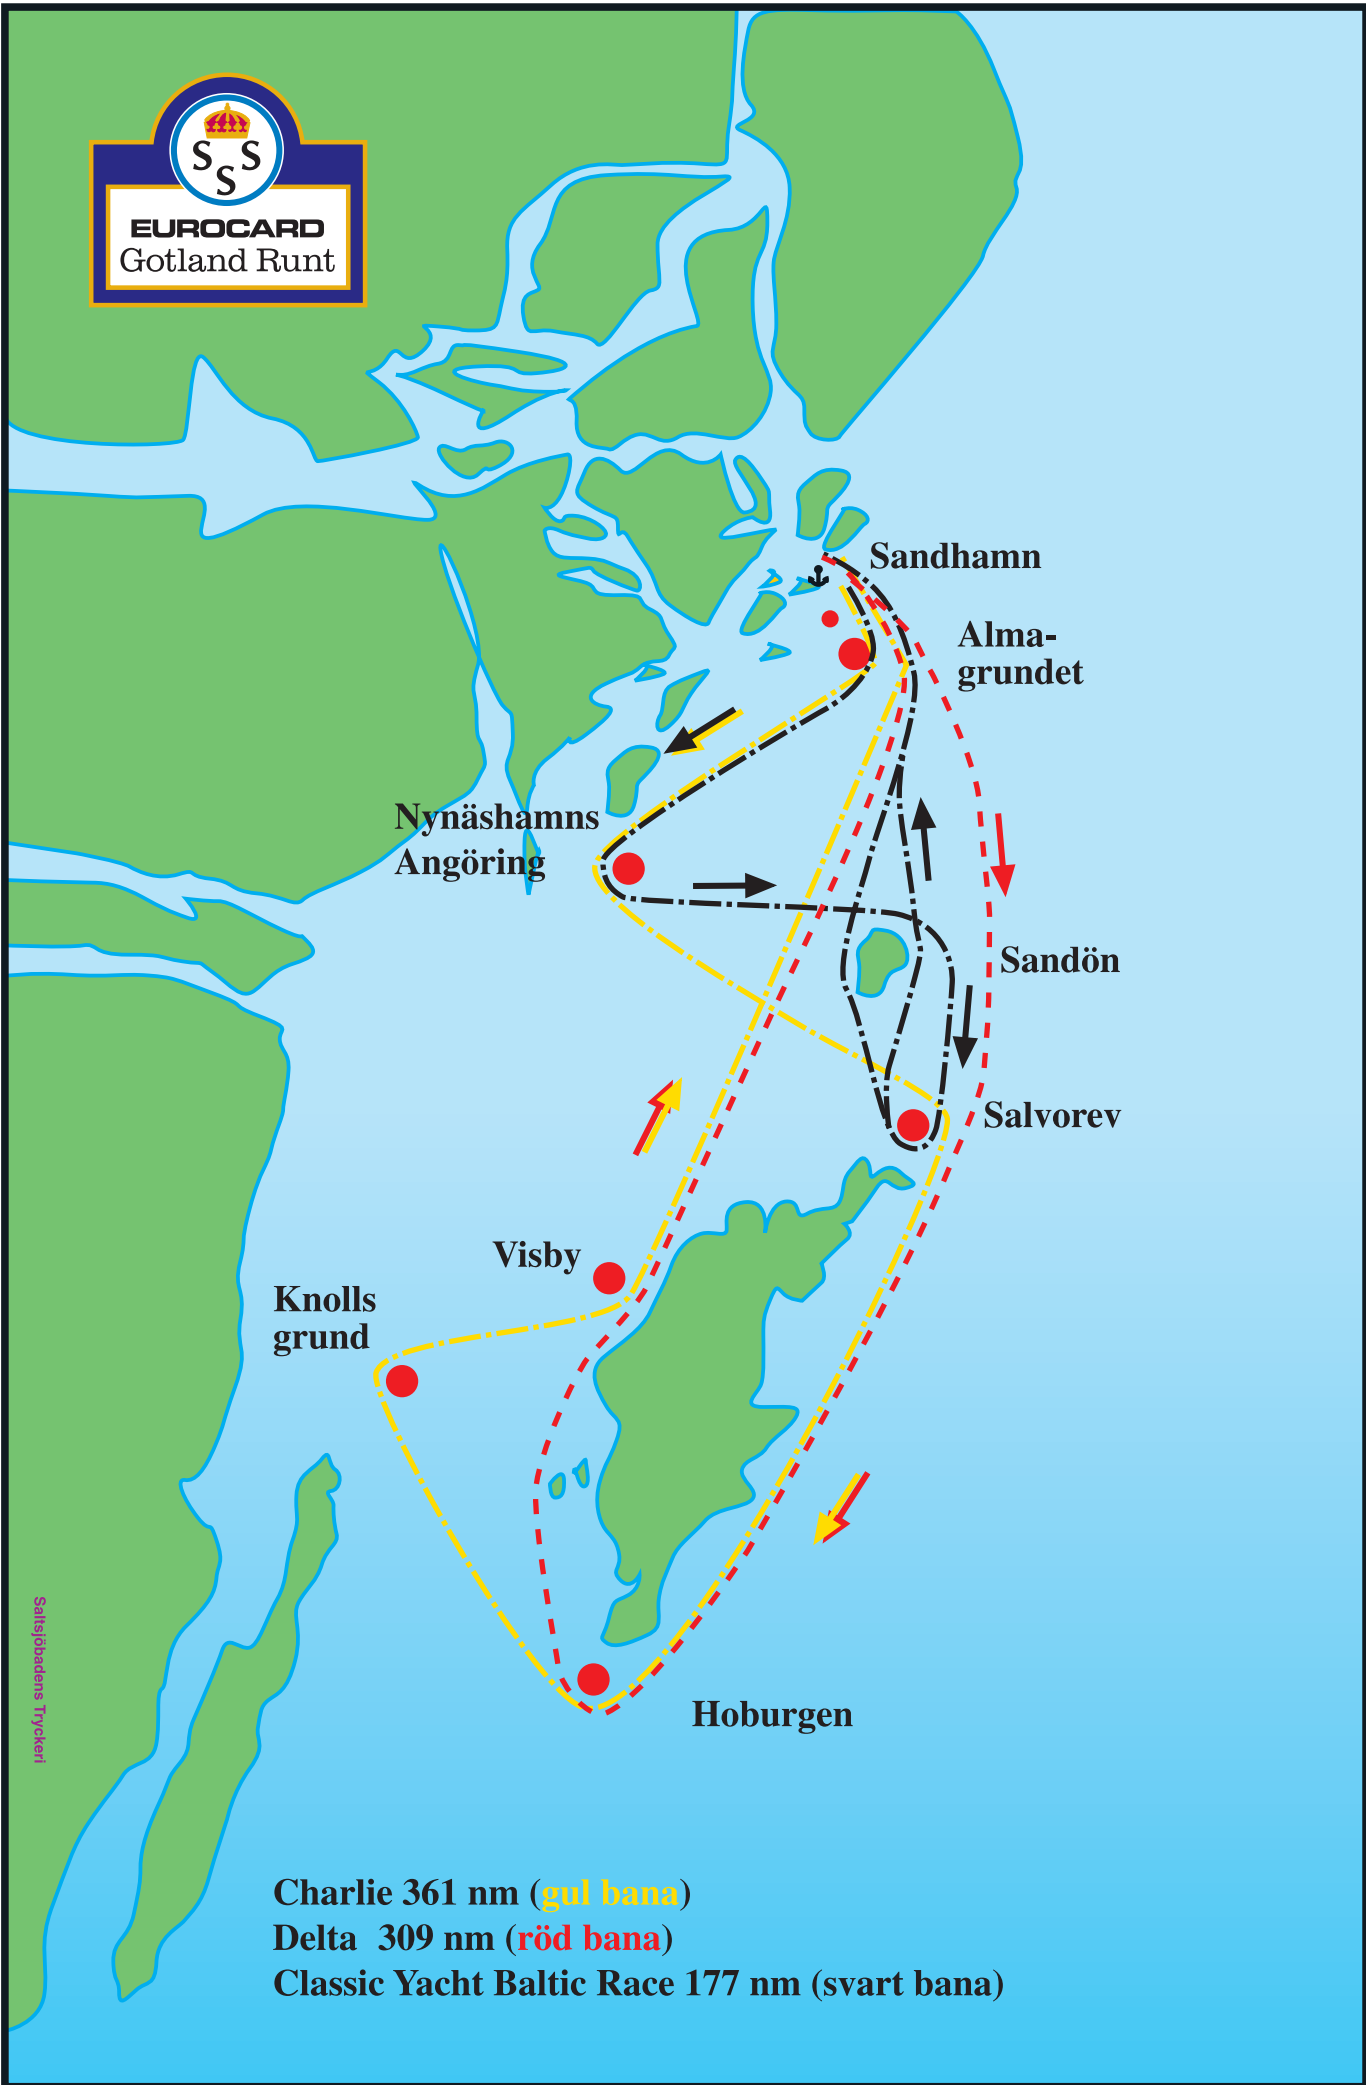 S S
S
EUROCARD
Gotland Runt
Sandhamn
Alma-
grundet
Nynäshamns
Angöring
Sandön
Salvorev
Visby
Knolls
grund
Hoburgen
Saltsjöbadens Tryckeri
Charlie 361 nm (gul bana)
Delta 309 nm (röd bana)
Classic Yacht Baltic Race 177 nm (svart bana)